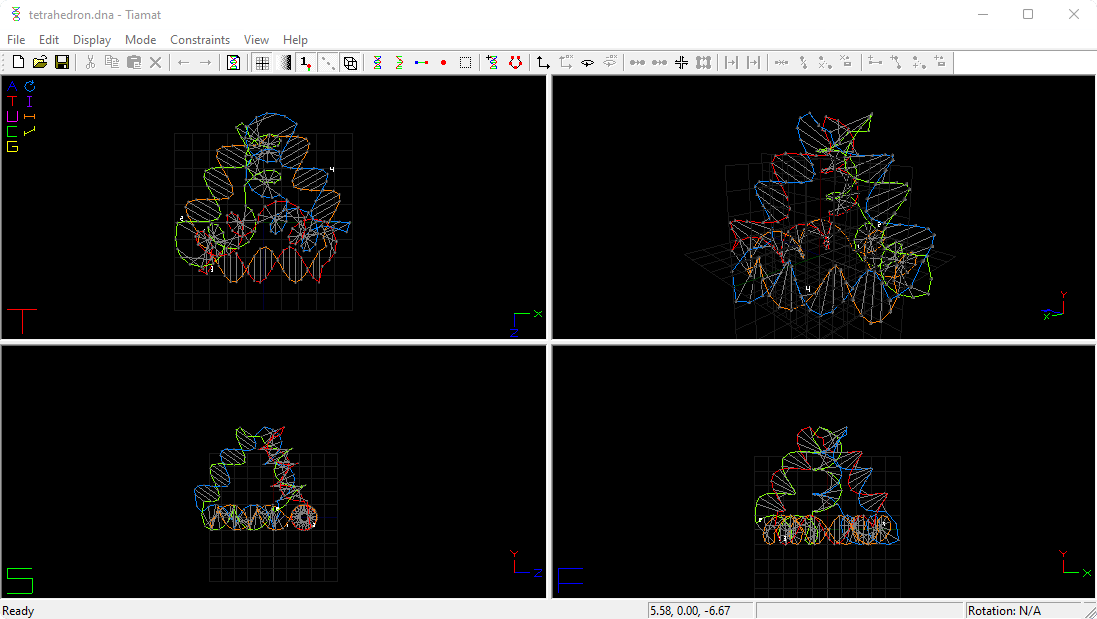 tetrahedron.dna - Tiamat
File Edit Display Mode Constraints View Help
A
T
U
C
G
4
2
3
T
X
Z
2
4
Y
X
Y
Z
S
Y
X
F
Ready
5.58, 0.00, -6.67
Rotation: N/A